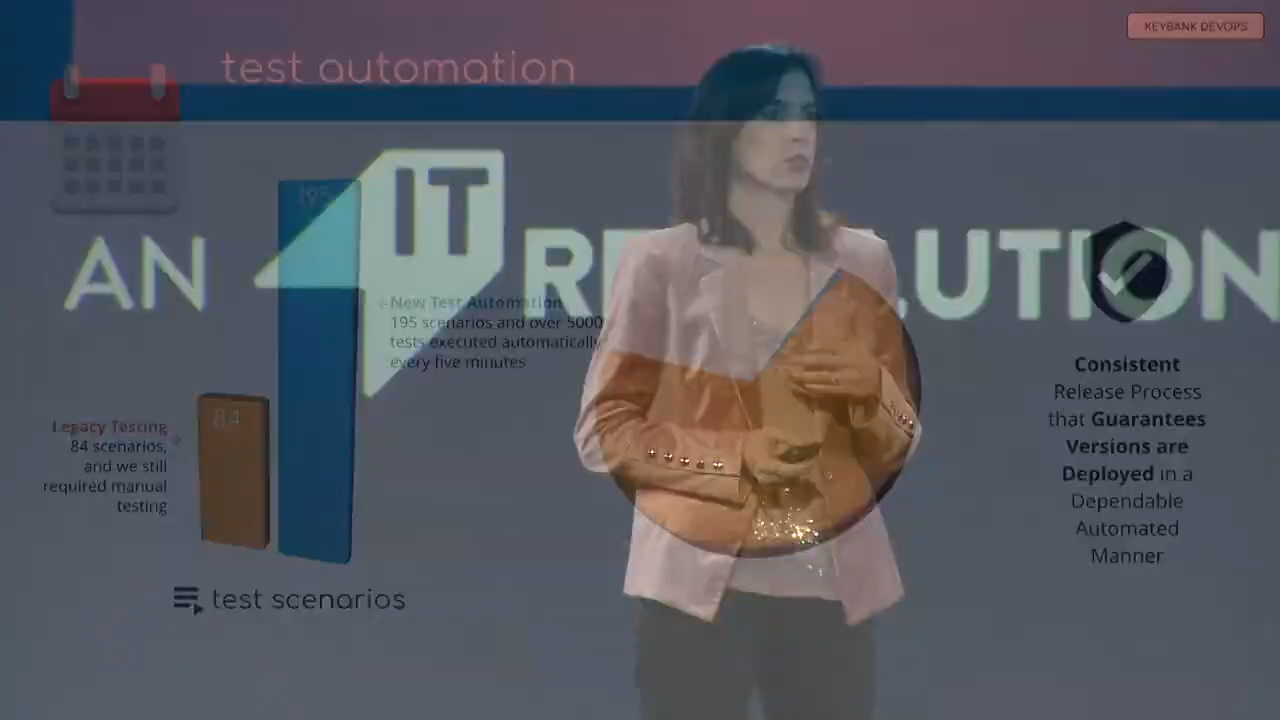 KEYBANK DEVOPS
test automation
195
IT
AN
New Test Automation
195 scenarios and over 5000
tests executed automatically
every five minutes
84
Legacy Testing
84 scenarios,
and we still
required manual
testing
test scenarios
Consistent
Release Process
that Guarantees
Versions are
Deployed in a
Dependable
Automated
Manner